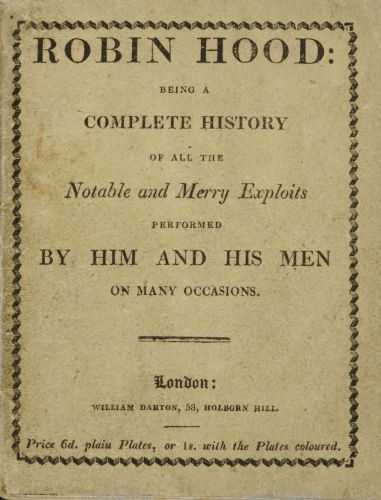 ROBIN HOOD:
BEING A
COMPLETE HISTORY
OF ALL THE
Notable and Merry Exploits
PERFORMED
BY HIM AND HIS MEN
ON MANY OCCASIONS.
London:
WILLIAM DARTON, 58, HOLBORN HILL.
Price 6d. plain Plates, or 1s. with the Plates coloured.